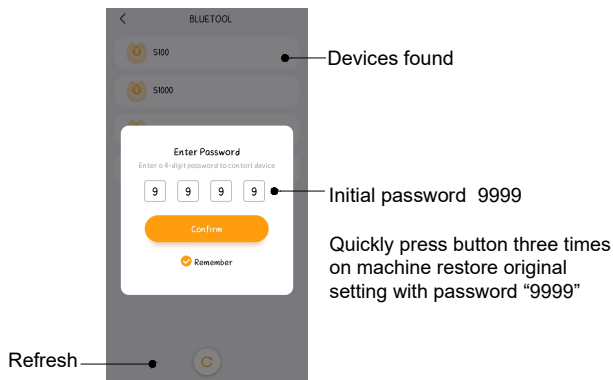 BLUETOOL
S100
Devices found
S1000
Enter Password
Enter a 4-digit password to contorl device
9 9 9 9
Initial password 9999
Confirm
Quickly press button three times
on machine restore original
setting with password “9999”
Remember
Refresh